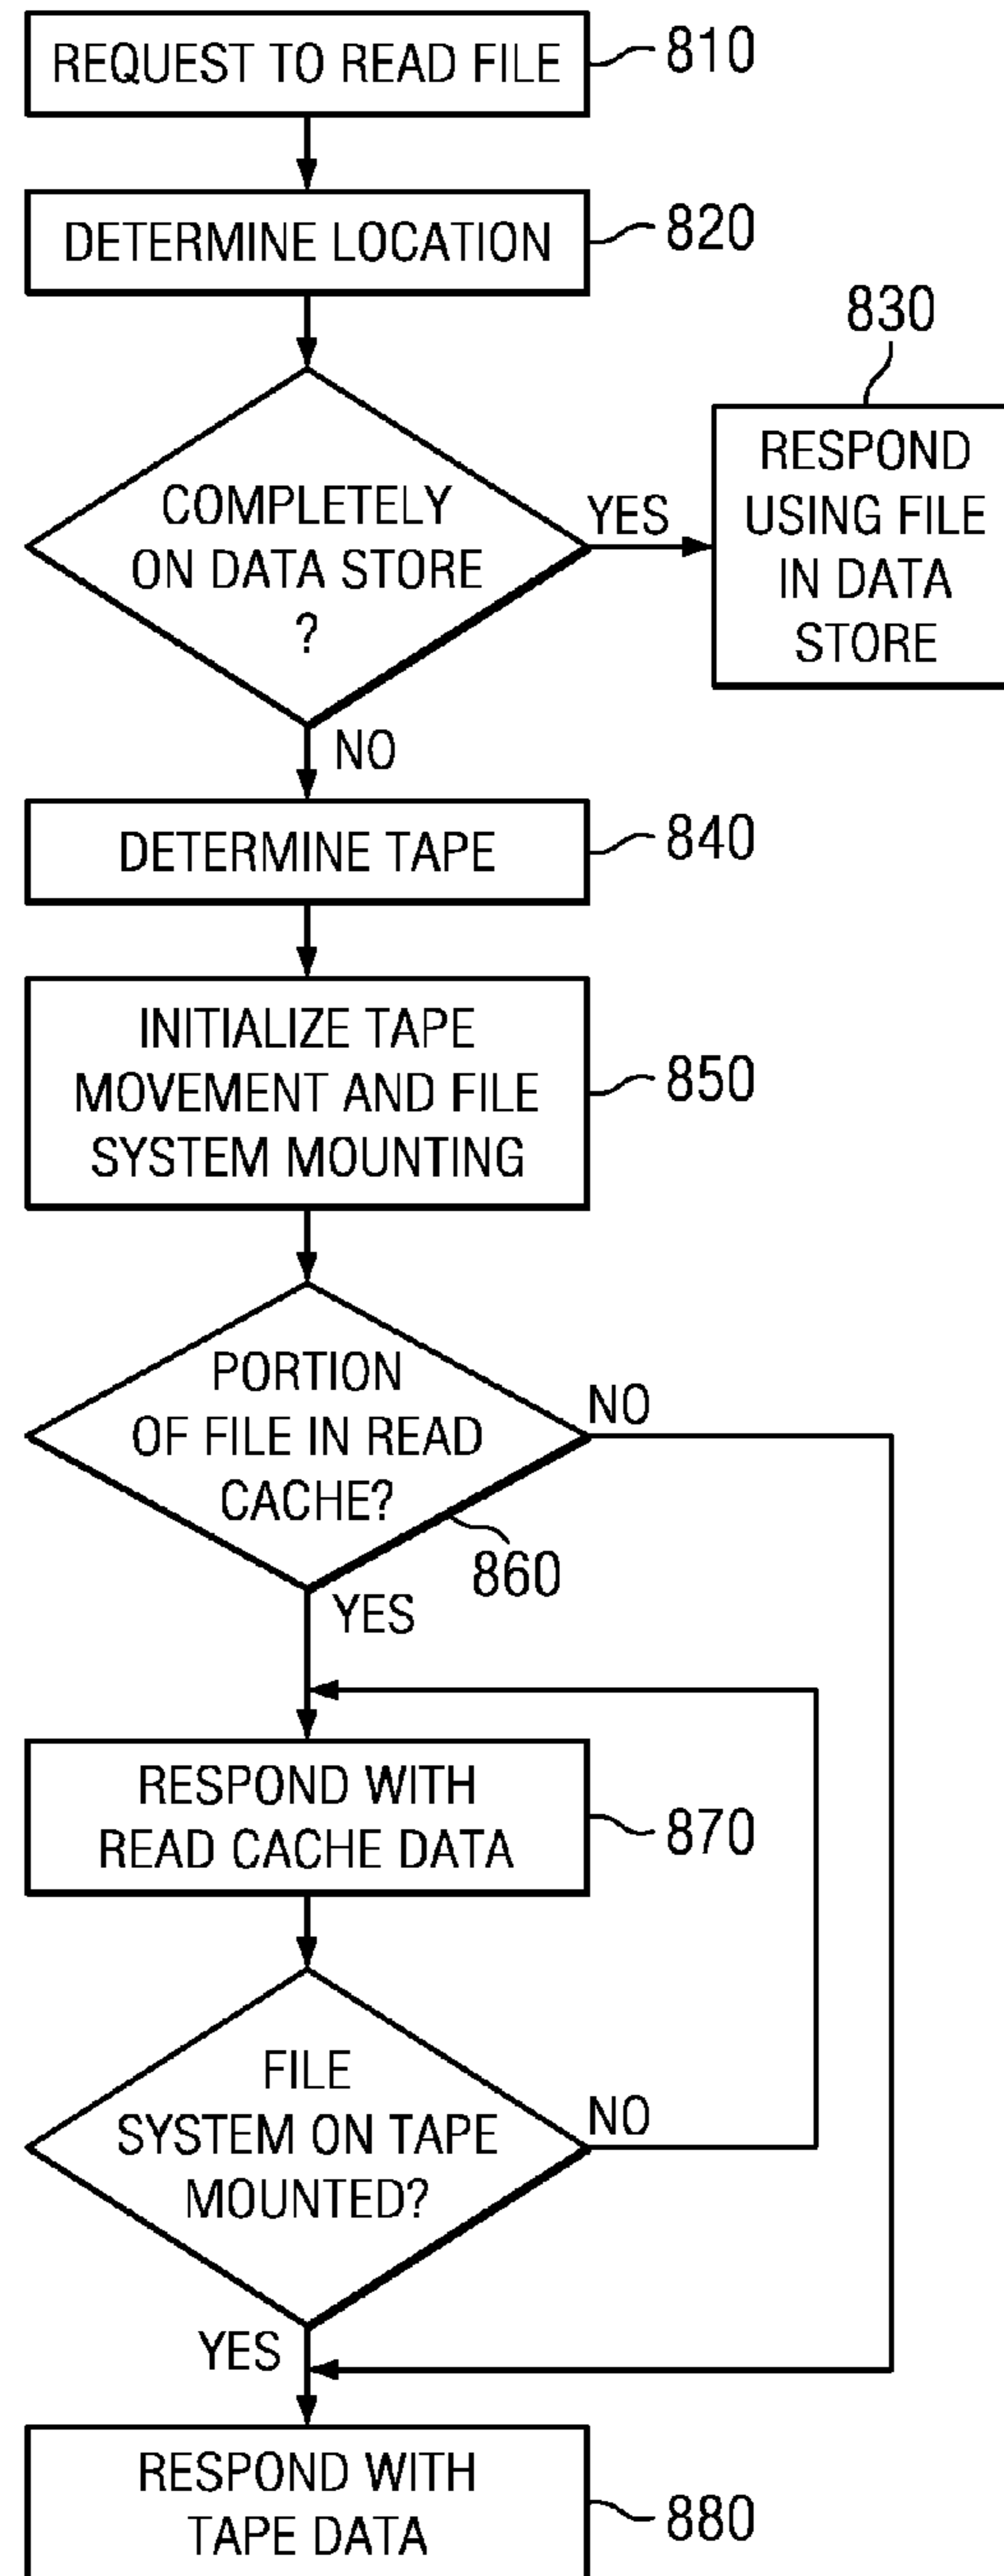 REQUEST TO READ FILE
810
DETERMINE LOCATION
820
830
COMPLETELY
ON DATA STORE
?
YES
RESPOND
USING FILE
IN DATA
STORE
NO
DETERMINE TAPE
840
INITIALIZE TAPE
MOVEMENT AND FILE
SYSTEM MOUNTING
850
PORTION
OF FILE IN READ
CACHE?
NO
860
YES
RESPOND WITH
READ CACHE DATA
870
FILE
SYSTEM ON TAPE
MOUNTED?
NO
YES
RESPOND WITH
TAPE DATA
880